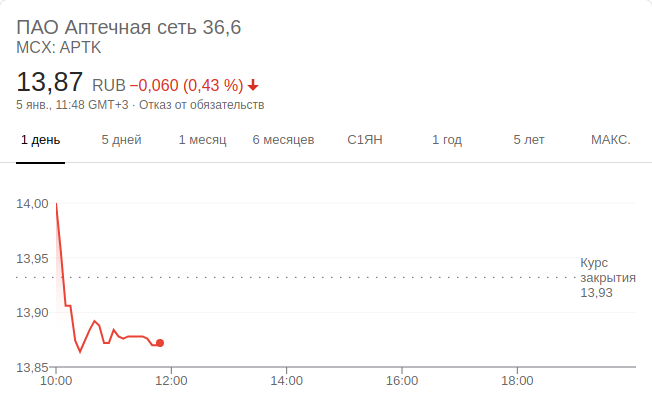 ПАО Аптечная сеть 36,6
MCX: APTK
13,87 RUB −0,060 (0,43 %)
5 янв., 11:48 GMT+3 · Отказ от обязательств
1 день 5 дней 1 месяц 6 месяцев С1ЯН 1 год 5 лет МАКС.
14,00
13,95
Курс
закрытия
13,93
13,90
13,85
10:00 12:00 14:00 16:00 18:00